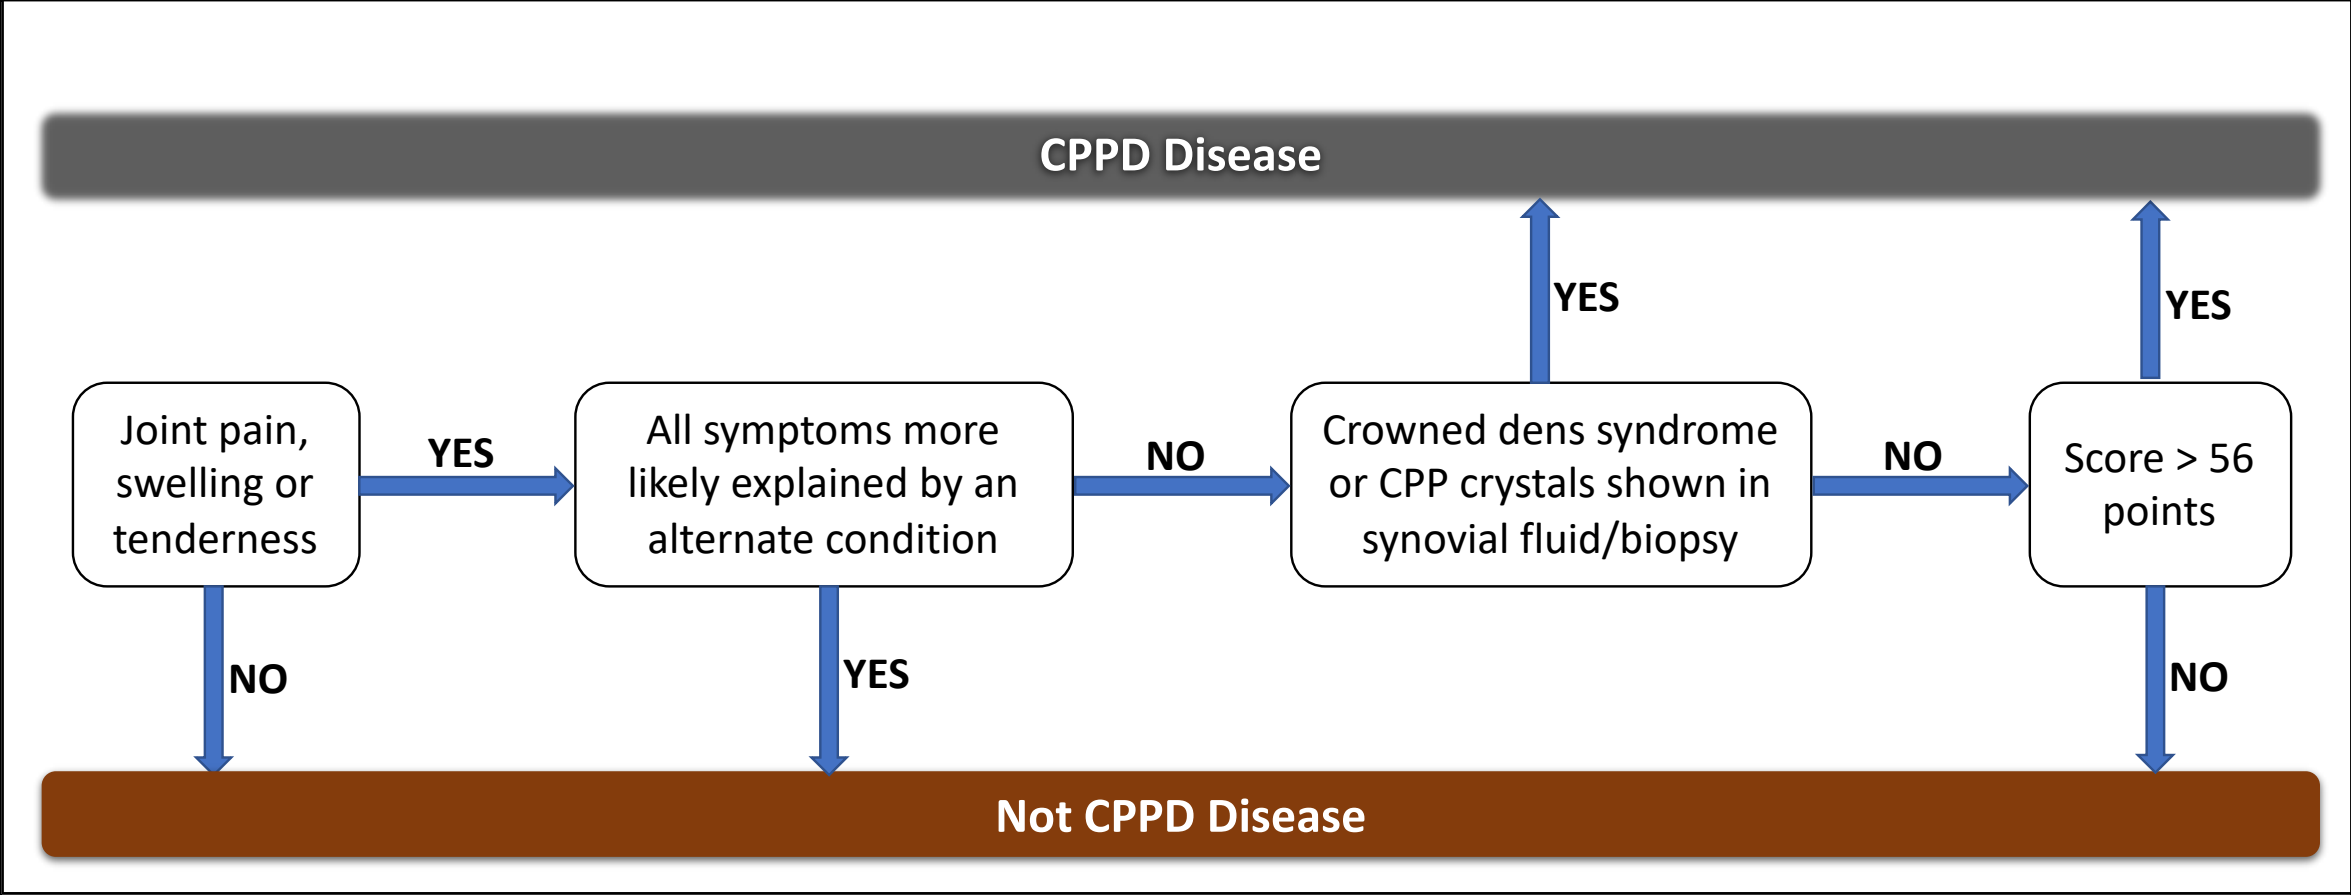 CPPD Disease
YES
YES
Joint pain,
swelling or
tenderness
YES
All symptoms more
likely explained by an
alternate condition
NO
Crowned dens syndrome
or CPP crystals shown in
synovial fluid/biopsy
NO
Score > 56
points
NO
YES
NO
Not CPPD Disease